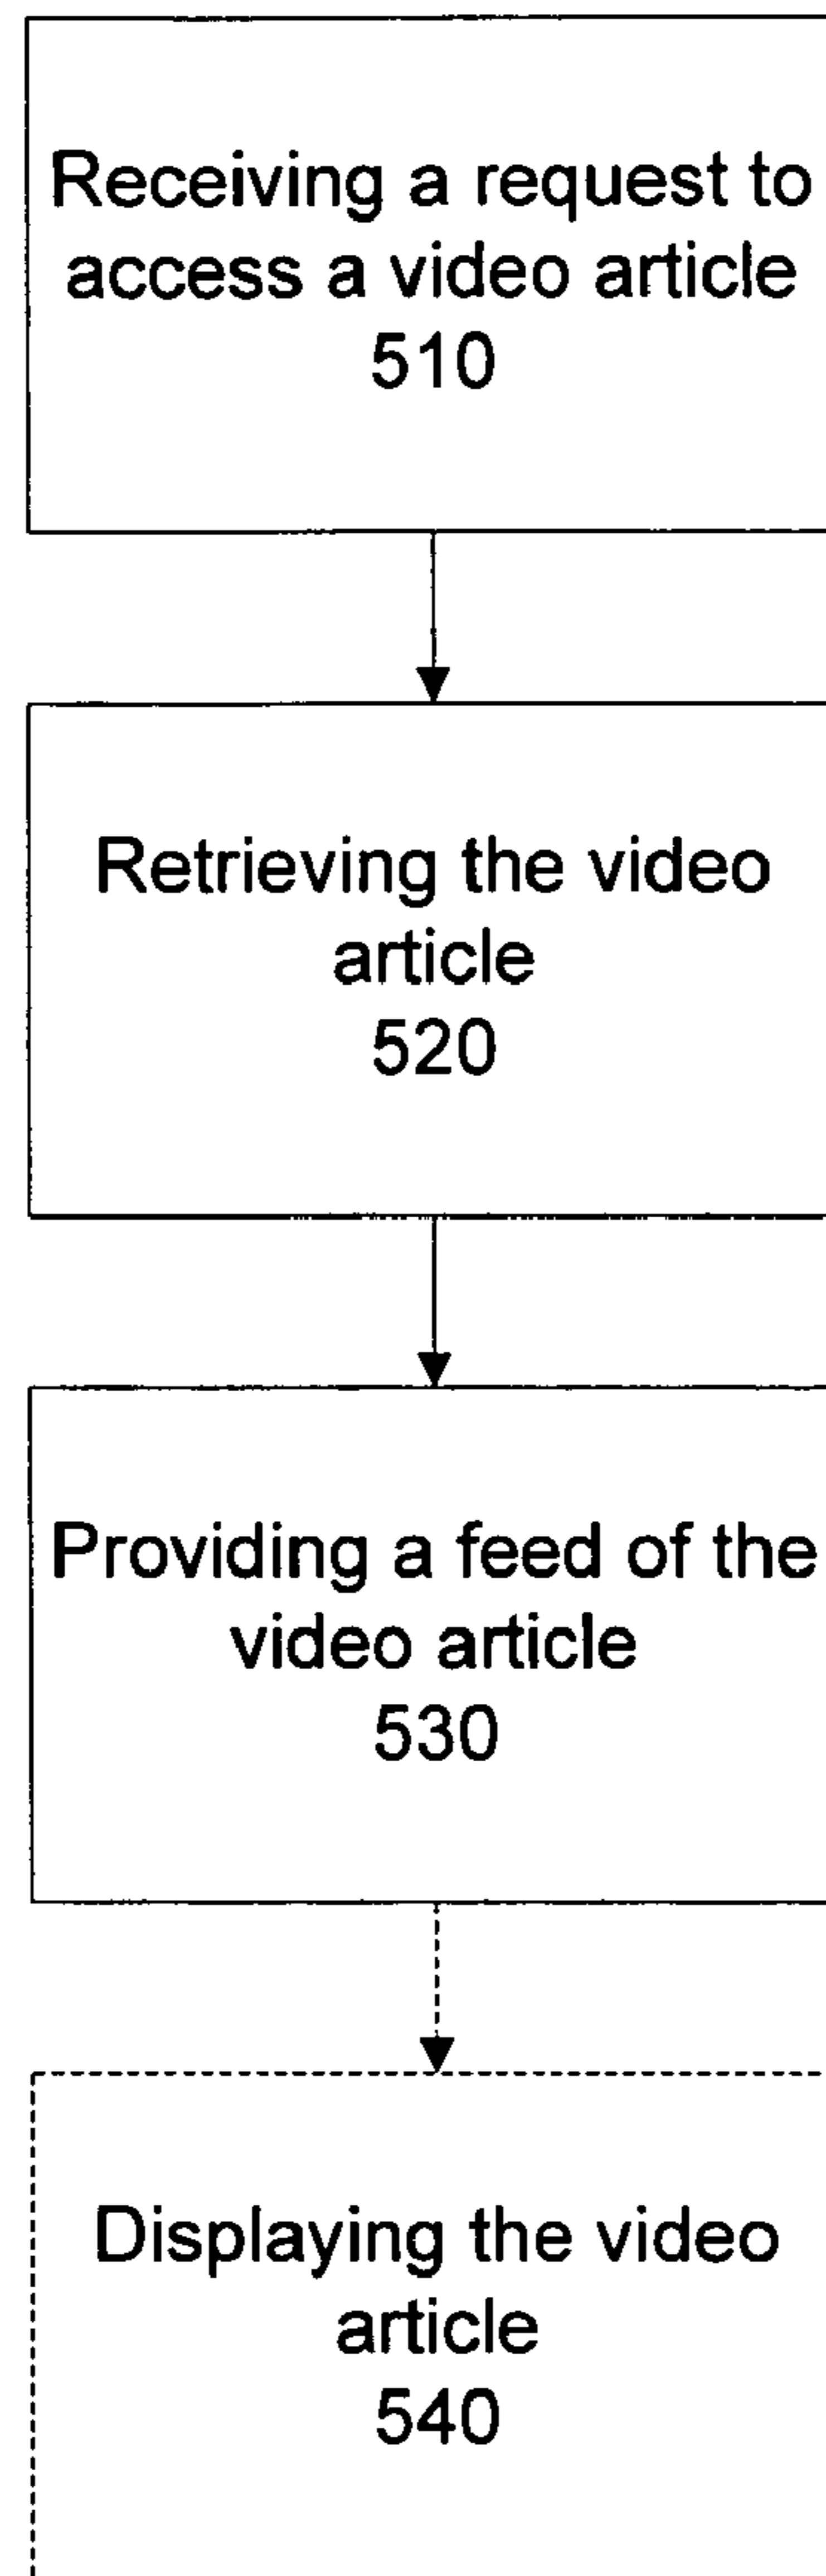 Receiving a request to
access a video article
510
Retrieving the video
article
520
Providing a feed of the
video article
530
Displaying the video
article
540